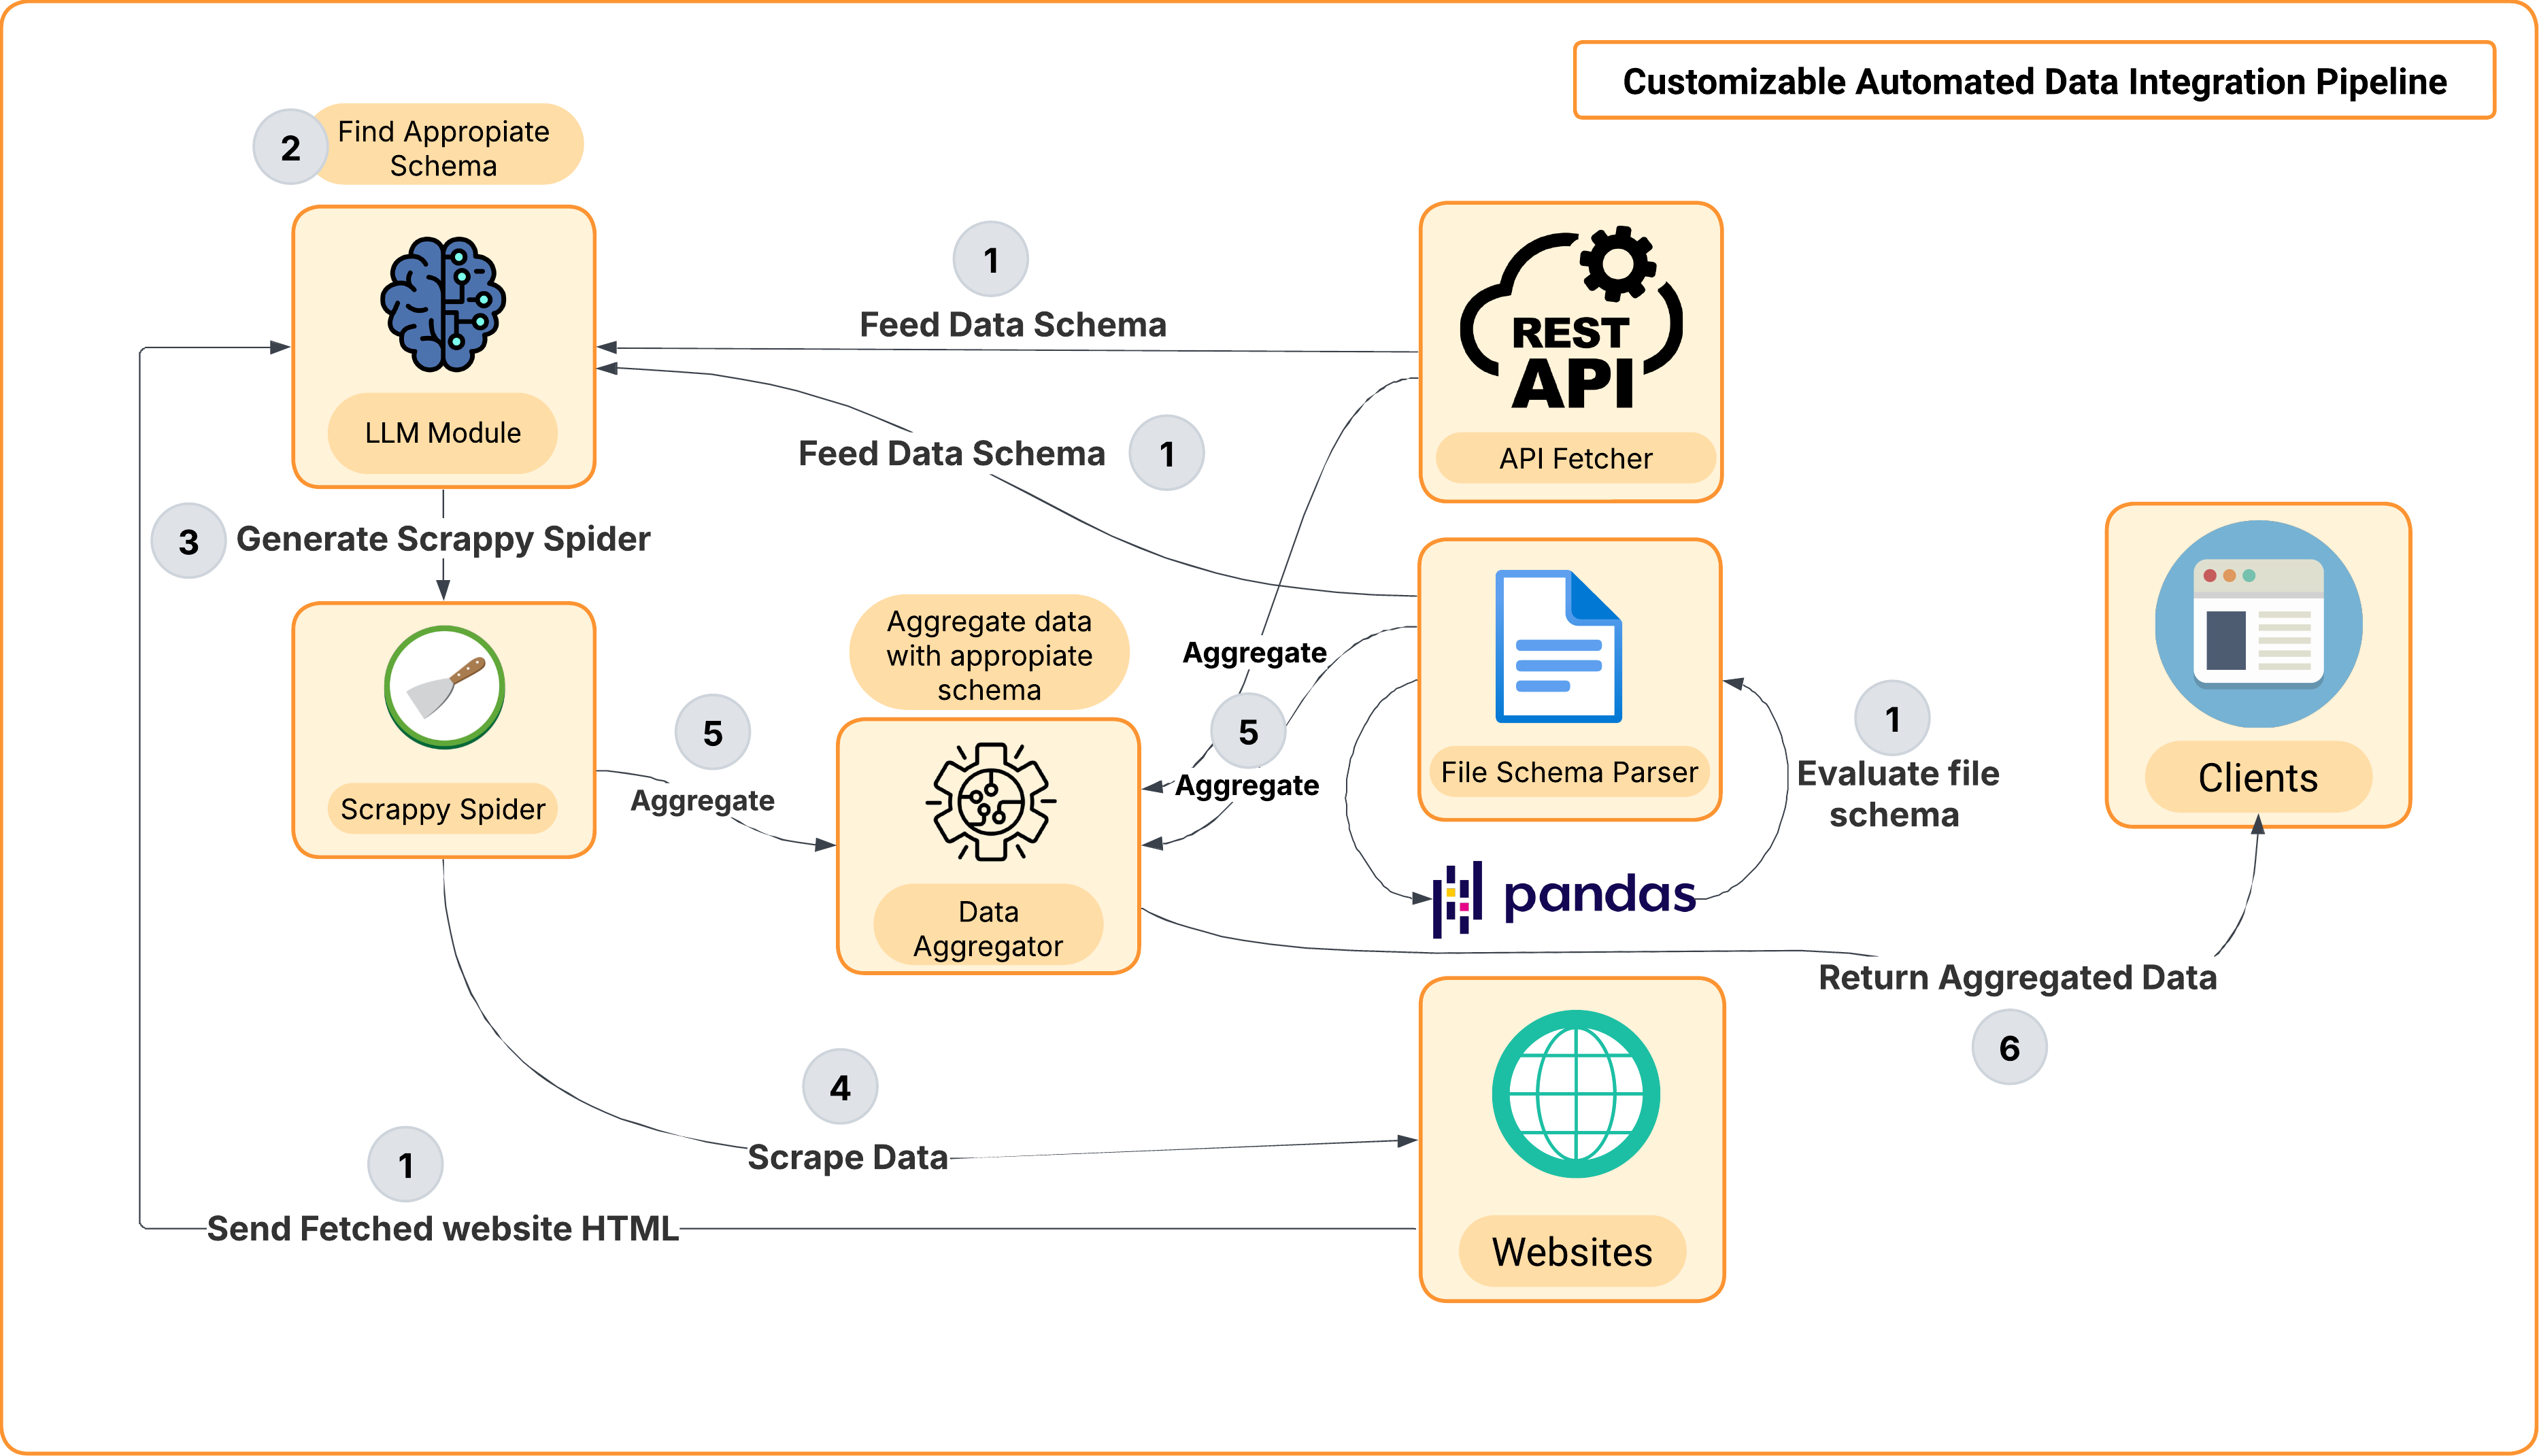 Customizable Automated Data Integration Pipeline
2
Find Appropiate
Schema
LLM Module
1
Feed Data Schema
REST
API
API Fetcher
Feed Data Schema
1
3
Generate Scrappy Spider
Scrappy Spider
Aggregate data
with appropiate
schema
5
Aggregate
Data
Aggregator
Aggregate
5
Aggregate
File Schema Parser
1
Evaluate file
schema
pandas
Clients
Return Aggregated Data
6
4
Scrape Data
1
Send Fetched website HTML
Websites